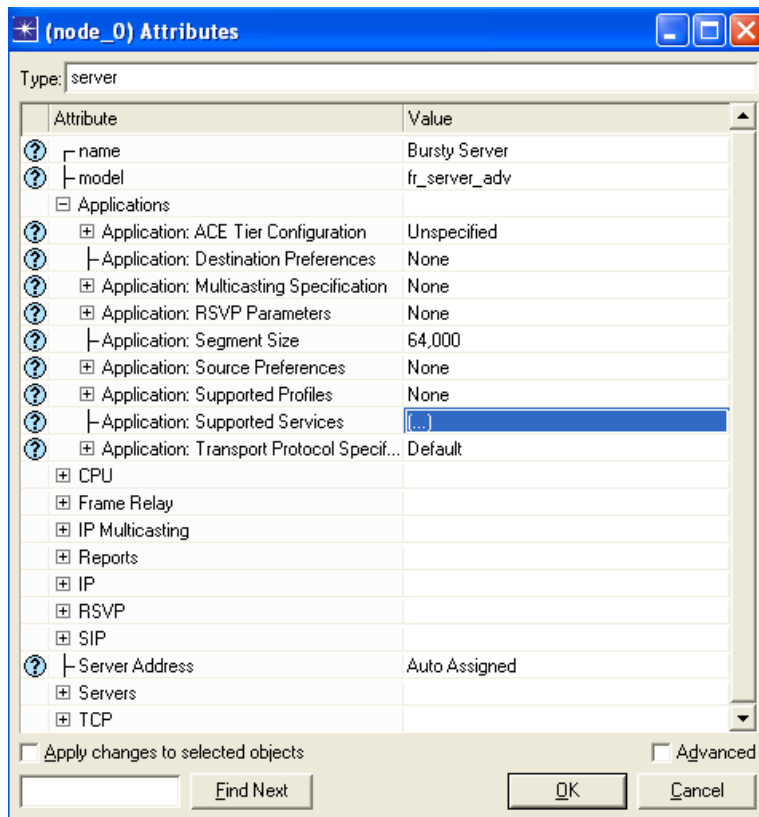 (node_0) Attributes
Type: server
Attribute Value
name Bursty Server
model fr_server_adv
Applications
Application: ACE Tier Configuration Unspecified
Application: Destination Preferences None
Application: Multicasting Specification None
Application: RSVP Parameters None
Application: Segment Size 64,000
Application: Source Preferences None
Application: Supported Profiles None
Application: Supported Services (...)
Application: Transport Protocol Specif... Default
CPU
Frame Relay
IP Multicasting
Reports
IP
RSVP
SIP
Server Address Auto Assigned
Servers
TCP
Apply changes to selected objects Advanced
Find Next OK Cancel